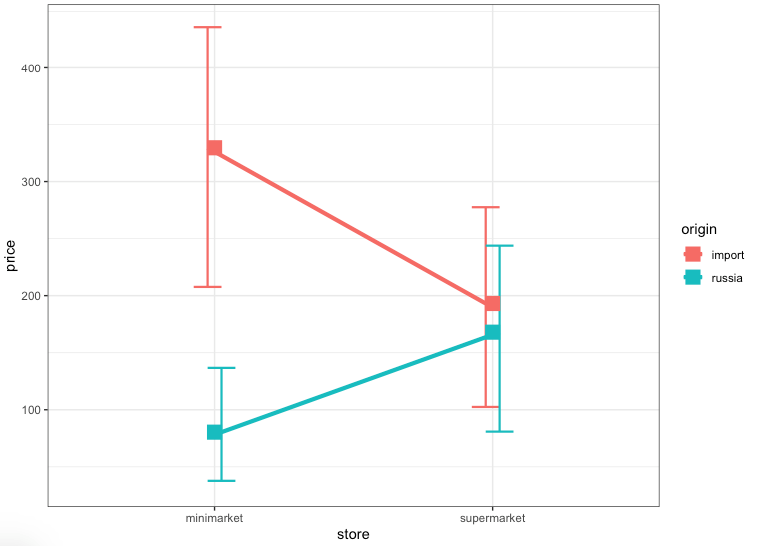 400
300
200
100
price
minimarket
supermarket
store
origin
import
russia